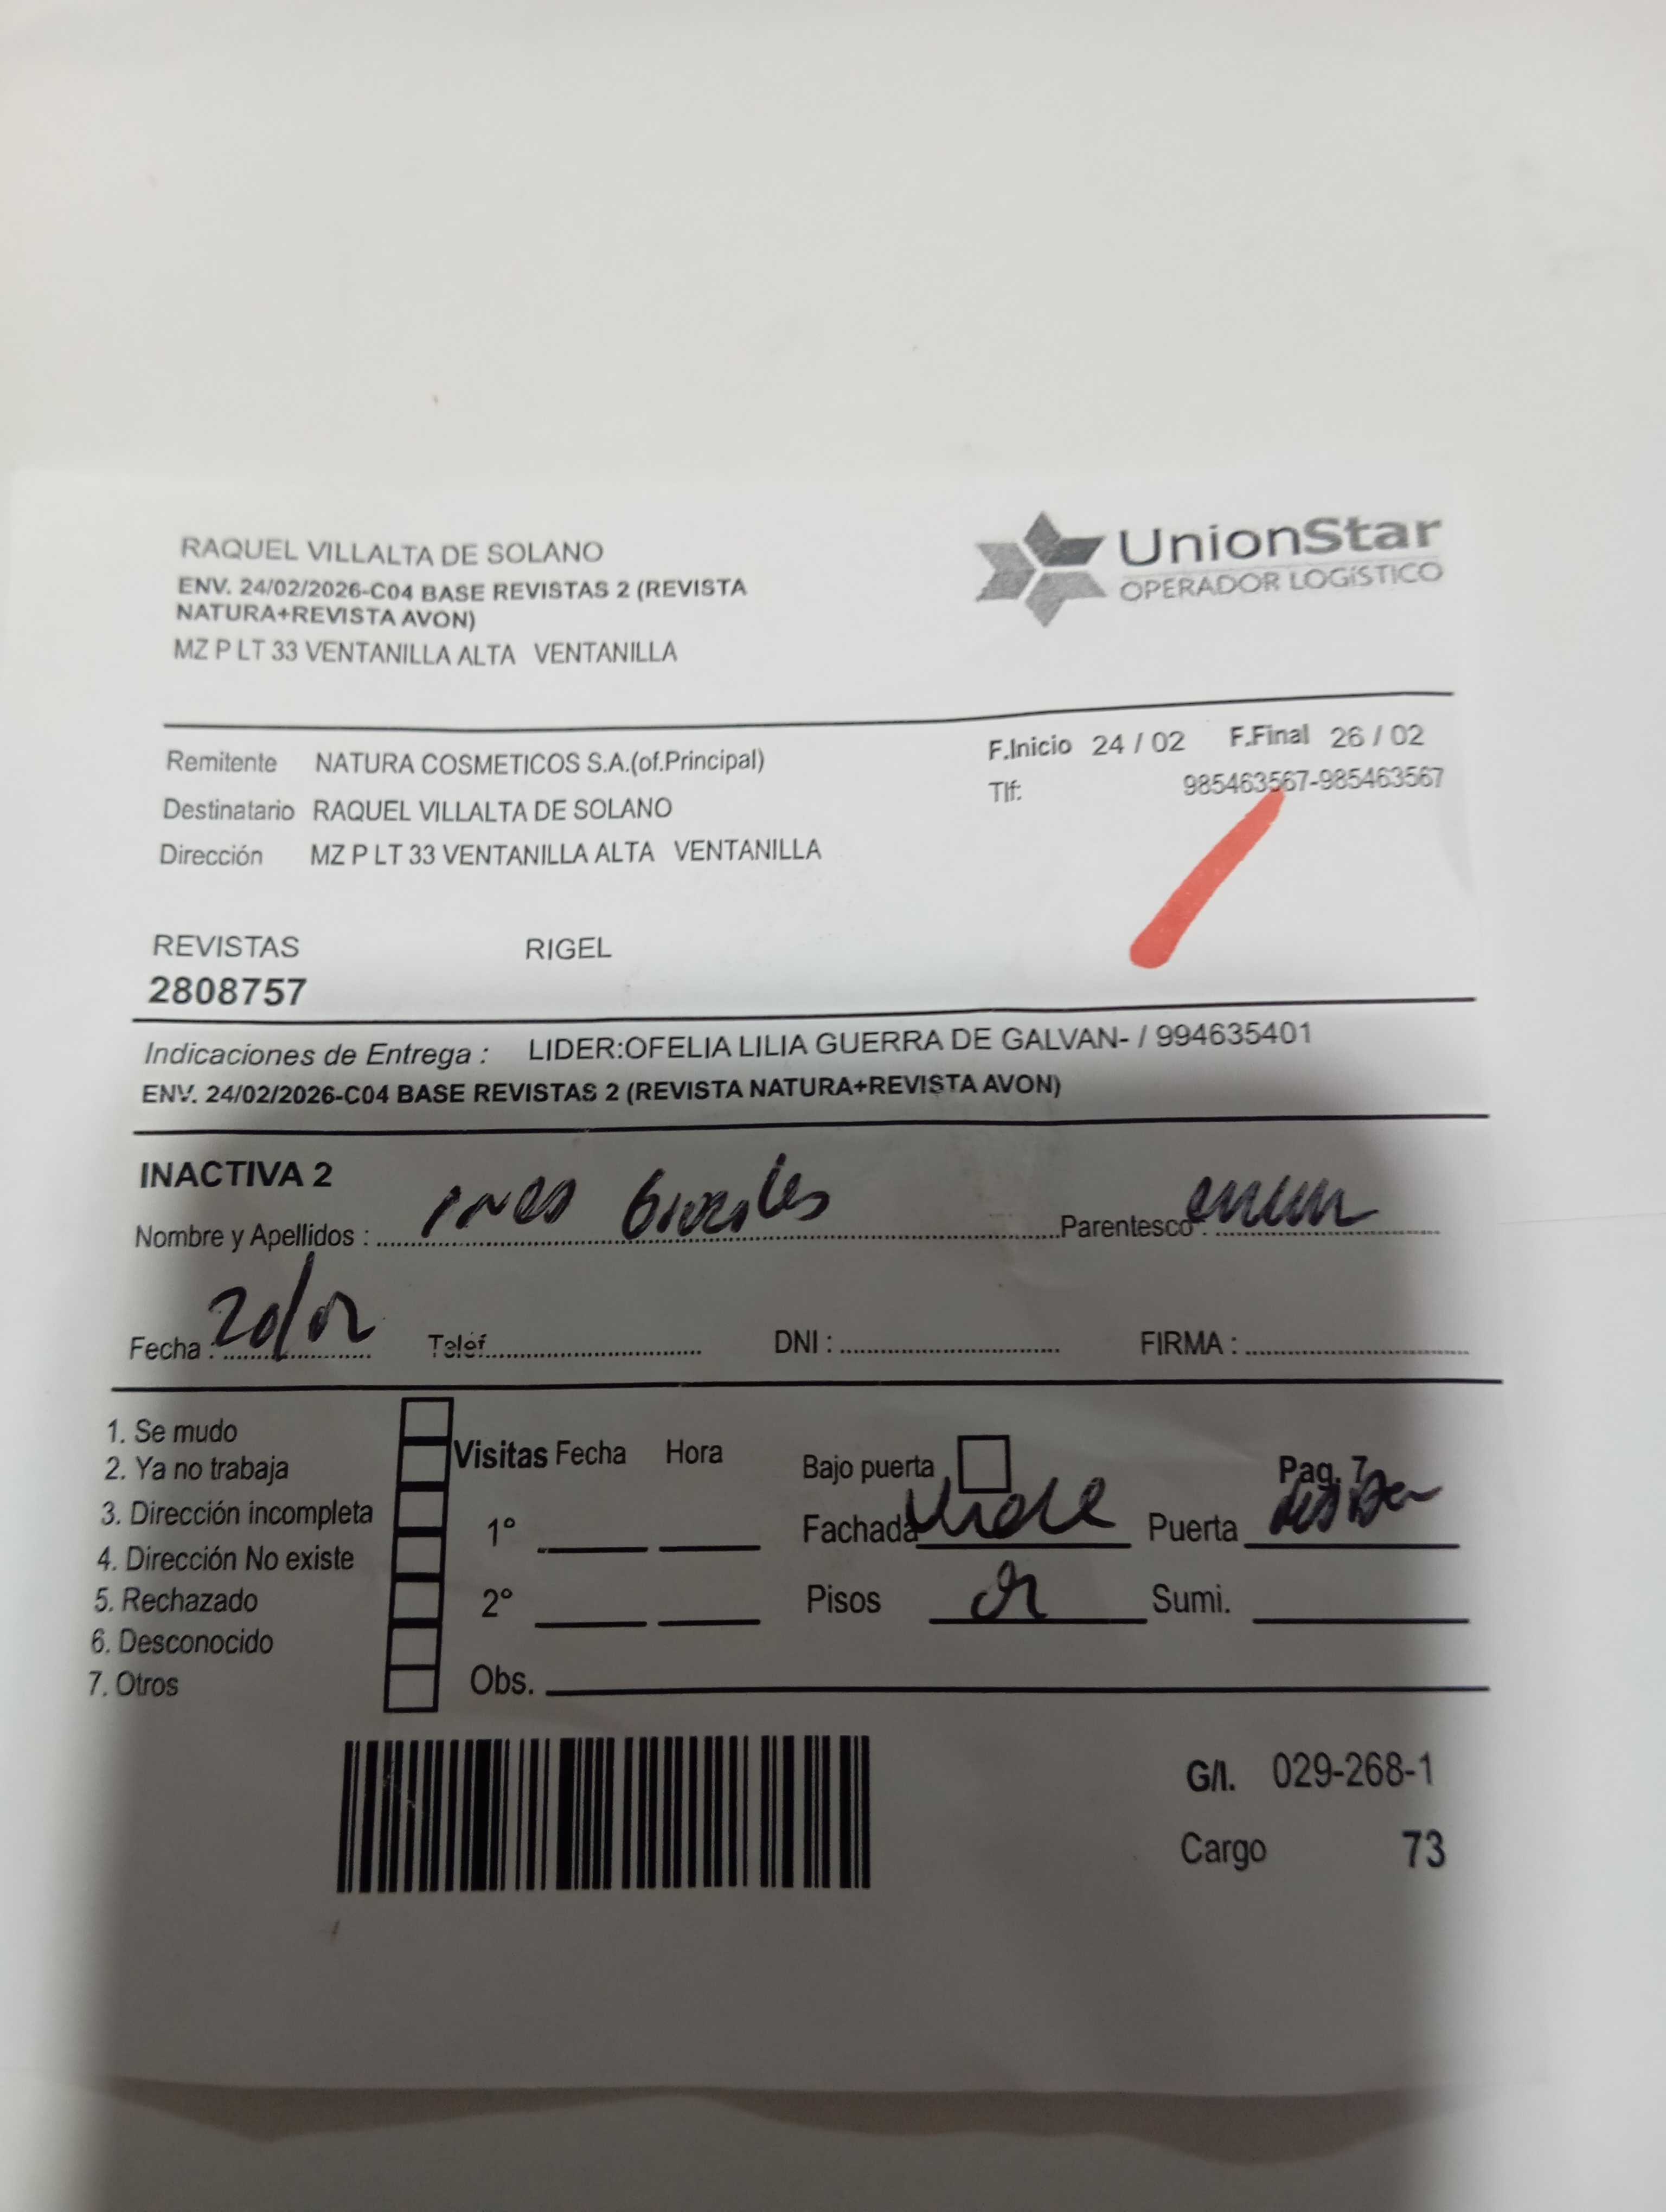 RAQUEL VILLALTA DE SOLANO
ENV. 24/02/2026-C04 BASE REVISTAS 2 (REVISTA
NATURA+REVISTA AVON)
MZ P LT 33 VENTANILLA ALTA VENTANILLA
UnionStar
OPERADOR LOGÍSTICO
Remitente NATURA COSMETICOS S.A.(of.Principal)
F.Inicio 24 / 02 F.Final 26 / 02
Destinatario RAQUEL VILLALTA DE SOLANO
Tlf: 985463567-985463567
Dirección MZ P LT 33 VENTANILLA ALTA VENTANILLA
REVISTAS RIGEL
2808757
Indicaciones de Entrega : LIDER:OFELIA LILIA GUERRA DE GALVAN- / 994635401
ENV. 24/02/2026-C04 BASE REVISTAS 2 (REVISTA NATURA+REVISTA AVON)
INACTIVA 2
Nombre y Apellidos : Parentesco :
Fecha : Telef. DNI : FIRMA :
1. Se mudo
2. Ya no trabaja
3. Dirección incompleta
4. Dirección No existe
5. Rechazado
6. Desconocido
7. Otros
Visitas Fecha Hora
1°
2°
Obs.
Bajo puerta Pag. 7
Fachada Puerta
Pisos Sumi.
G/I. 029-268-1
Cargo 73